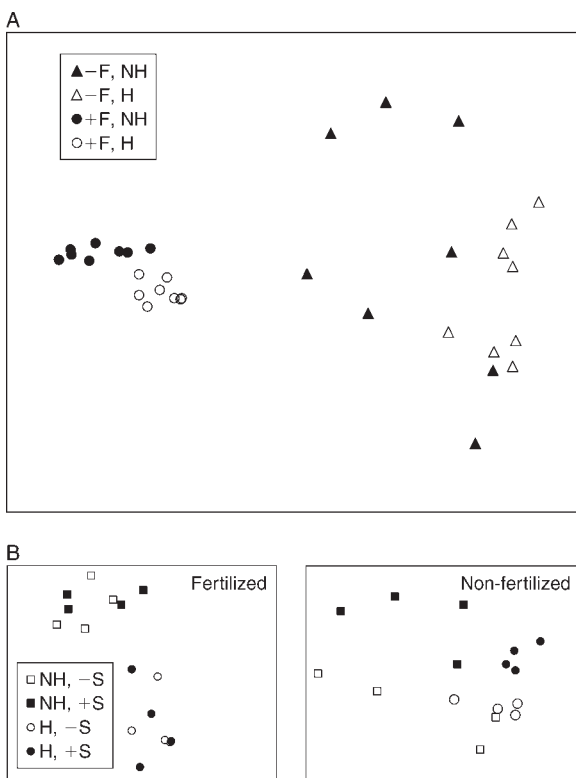 A
−F, NH
−F, H
+F, NH
+F, H
B
Fertilized
NH, −S
NH, +S
H, −S
H, +S
Non-fertilized